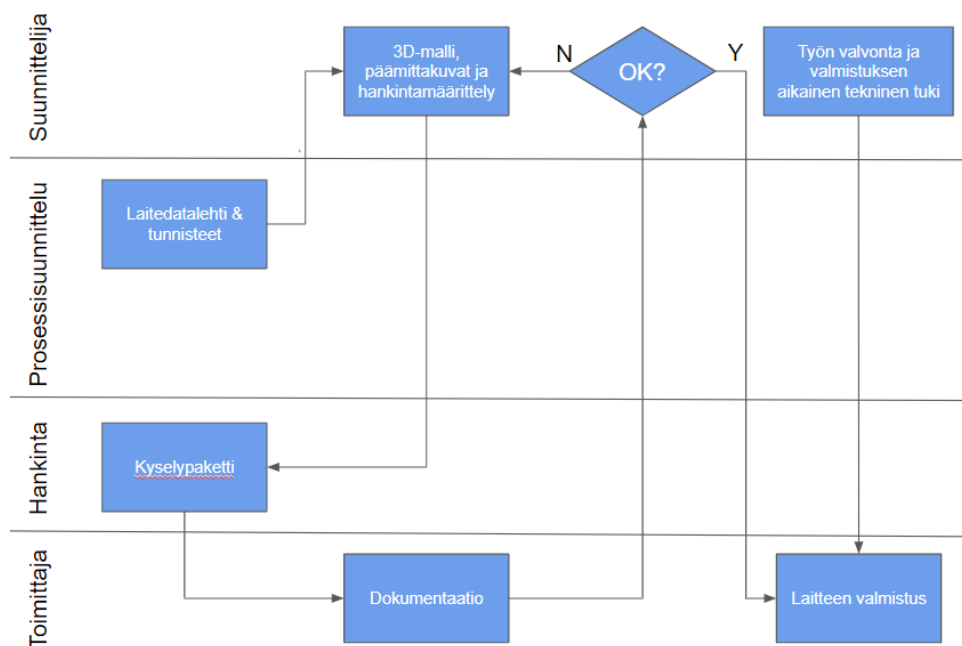 Suunnittelija
3D-malli,
päämittakuvat ja
hankintamäärittely
N
OK?
Y
Työn valvonta ja
valmistuksen
aikainen tekninen tuki
Prosessisuunnittelu
Laitedatalehti &
tunnisteet
Hankinta
Kyselypaketti
Toimittaja
Dokumentaatio
Laitteen valmistus